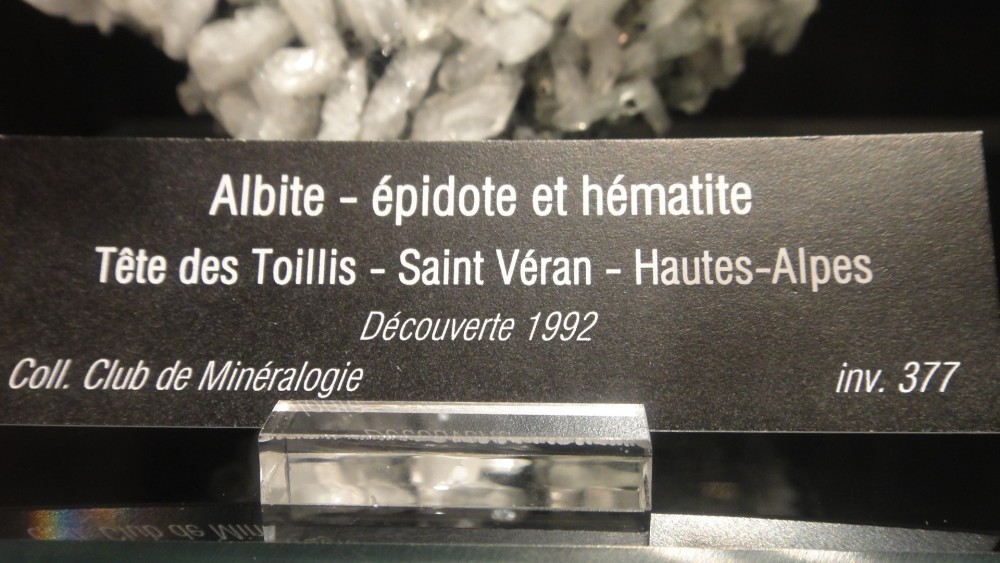 Albite - épidote et hématite
Tête des Toillis - Saint Véran - Hautes-Alpes
Découverte 1992
Coll. Club de Minéralogie inv. 377